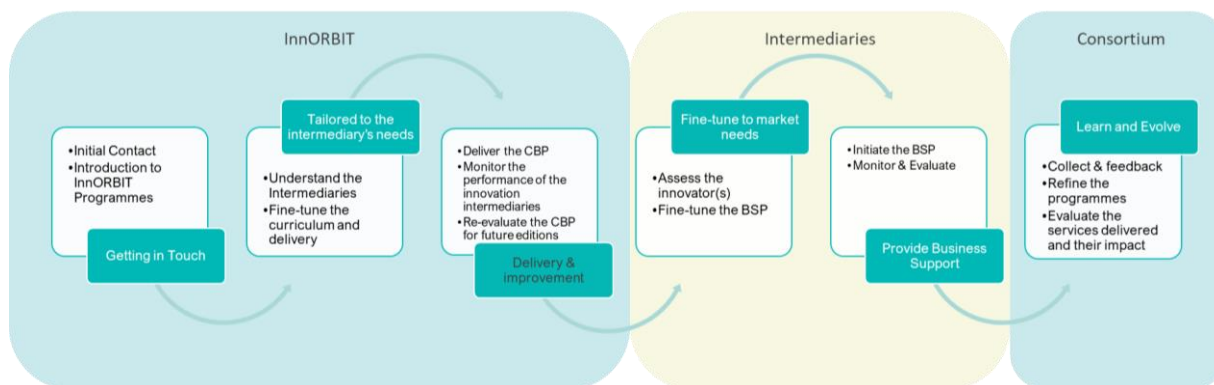 InnORBIT
Intermediaries
Consortium
•Initial Contact
•Introduction to
InnORBIT
Programmes
Getting in Touch
Tailored to the
intermediary's needs
•Understand the
Intermediaries
•Fine-tune the
curriculum and
delivery
•Deliver the CBP
•Monitor the
performance of the
innovation
intermediaries
•Re-evaluate the CBP
for future editions
Delivery &
improvement
Fine-tune to market
needs
•Assess the
innovator(s)
•Fine-tune the BSP
•Initiate the BSP
•Monitor & Evaluate
Provide Business
Support
Learn and Evolve
•Collect & feedback
•Refine the
programmes
•Evaluate the
services delivered
and their impact